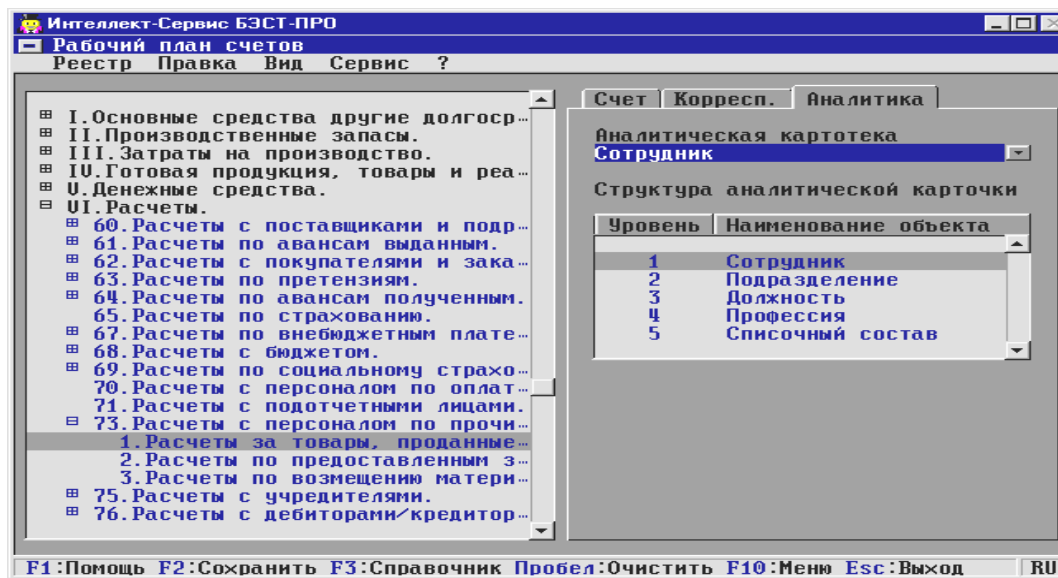 Интеллект-Сервис БЭСТ-ПРО
Рабочий план счетов
Реестр Правка Вид Сервис ?
I.Основные средства другие долгоср…
II.Производственные запасы.
III.Затраты на производство.
IV.Готовая продукция, товары и реа…
V.Денежные средства.
VI.Расчеты.
60.Расчеты с поставщиками и подр…
61.Расчеты по авансам выданным.
62.Расчеты с покупателями и зака…
63.Расчеты по претензиям.
64.Расчеты по авансам полученным.
65.Расчеты по страхованию.
67.Расчеты по внебюджетным плате…
68.Расчеты с бюджетом.
69.Расчеты по социальному страхо…
70.Расчеты с персоналом по оплат…
71.Расчеты с подотчетными лицами.
73.Расчеты с персоналом по прочи…
1.Расчеты за товары, проданные…
2.Расчеты по предоставленным з…
3.Расчеты по возмещению матери…
75.Расчеты с учредителями.
76.Расчеты с дебиторами/кредитор…
Счет Корресп. Аналитика
Аналитическая картотека
Сотрудник
Структура аналитической карточки
Уровень Наименование объекта
1 Сотрудник
2 Подразделение
3 Должность
4 Профессия
5 Списочный состав
F1:Помощь F2:Сохранить F3:Справочник Пробел:Очистить F10:Меню Esc:Выход RU